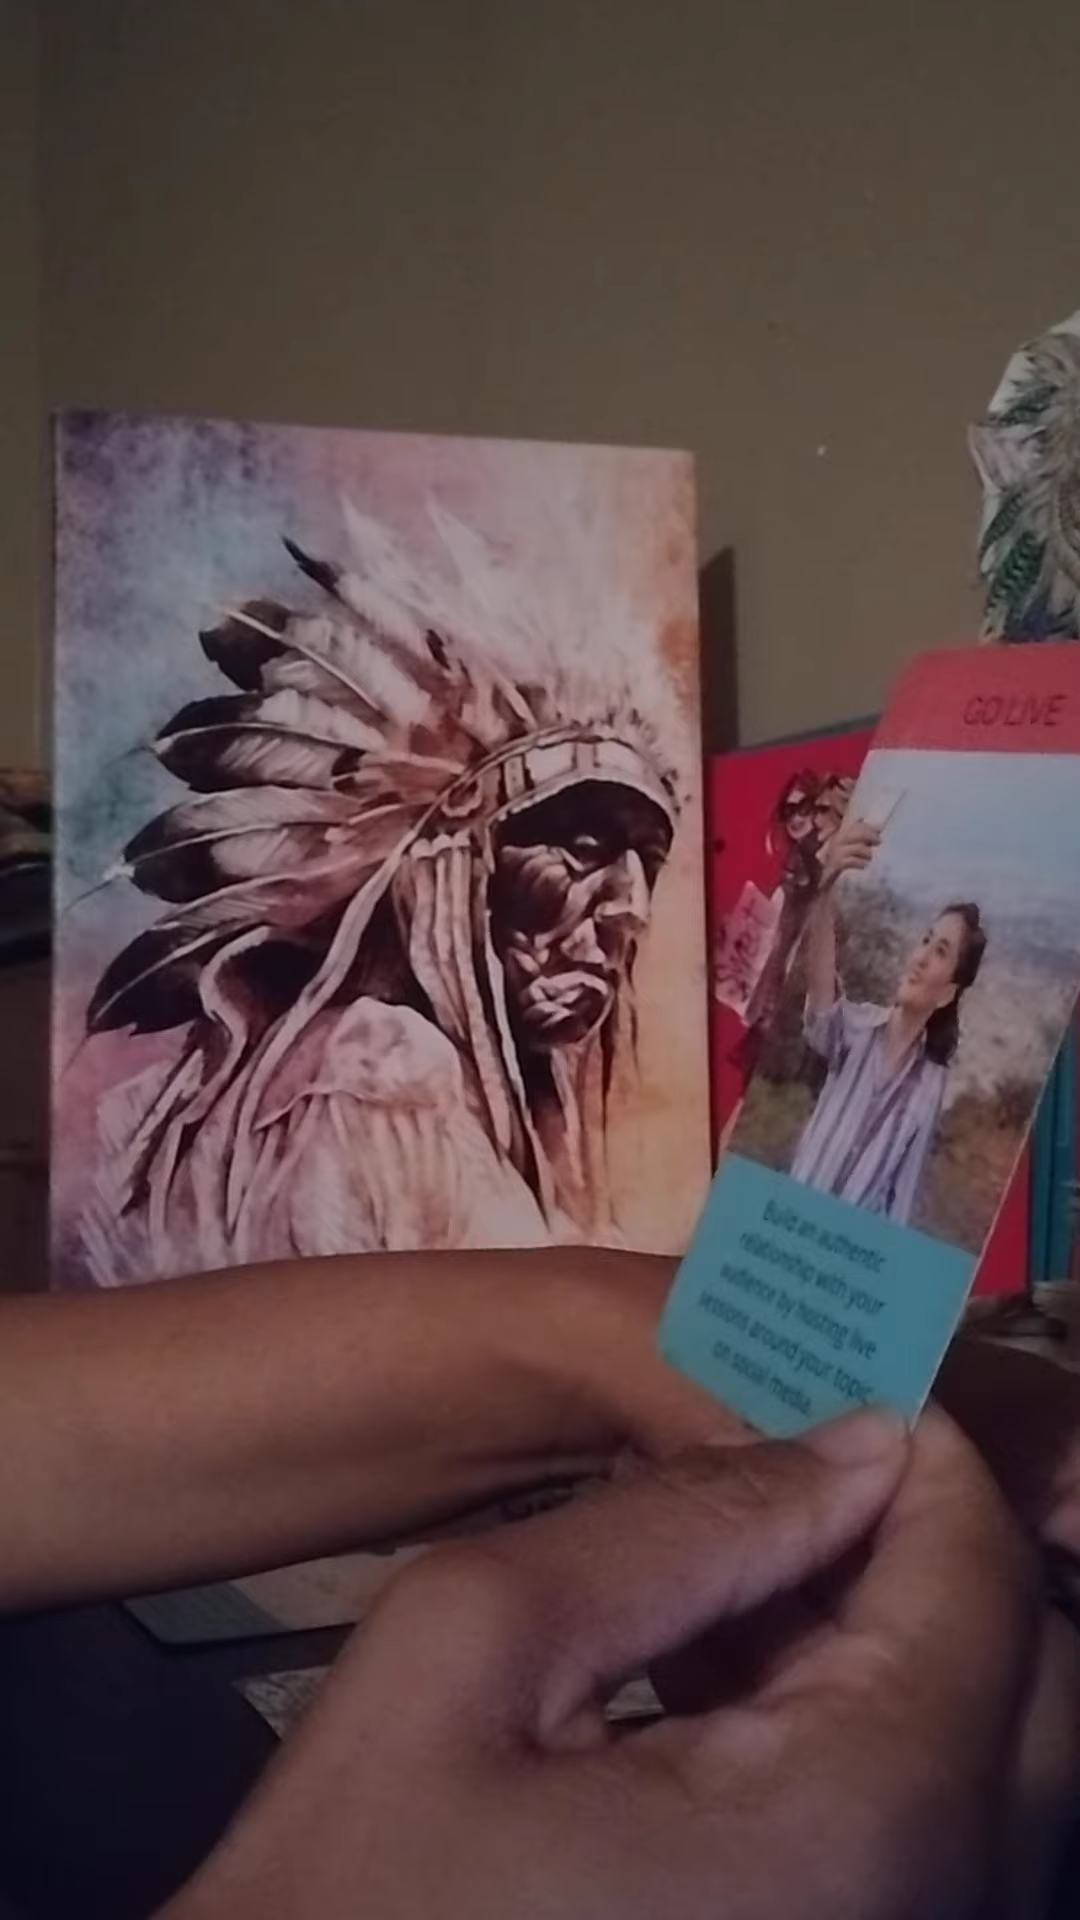 GO LIVE
Build an authentic
relationship with your
audience by hosting live
sessions around your topic
on social media.